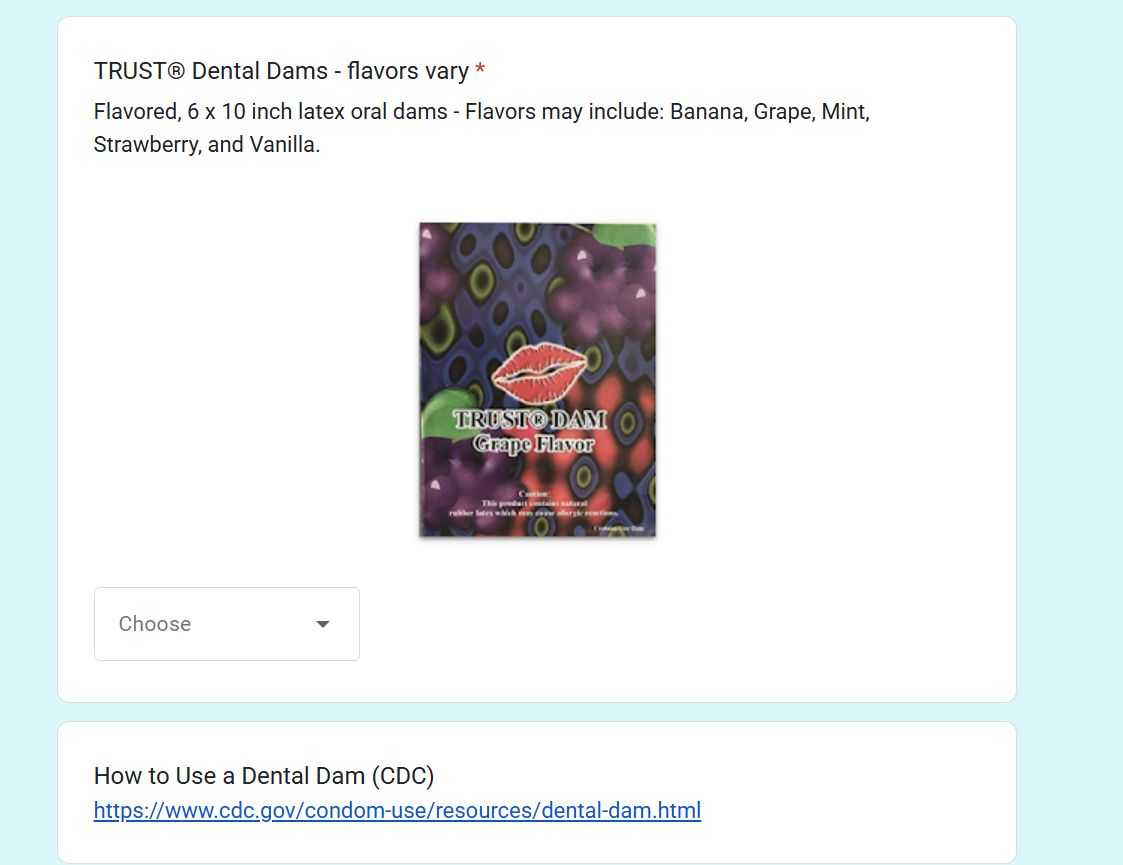 TRUST® Dental Dams - flavors vary *
Flavored, 6 x 10 inch latex oral dams - Flavors may include: Banana, Grape, Mint,
Strawberry, and Vanilla.
TRUST® DAM
Grape Flavor
Caution:
This product contains natural
rubber latex which may cause allergic reactions.
Choose
How to Use a Dental Dam (CDC)
https://www.cdc.gov/condom-use/resources/dental-dam.html